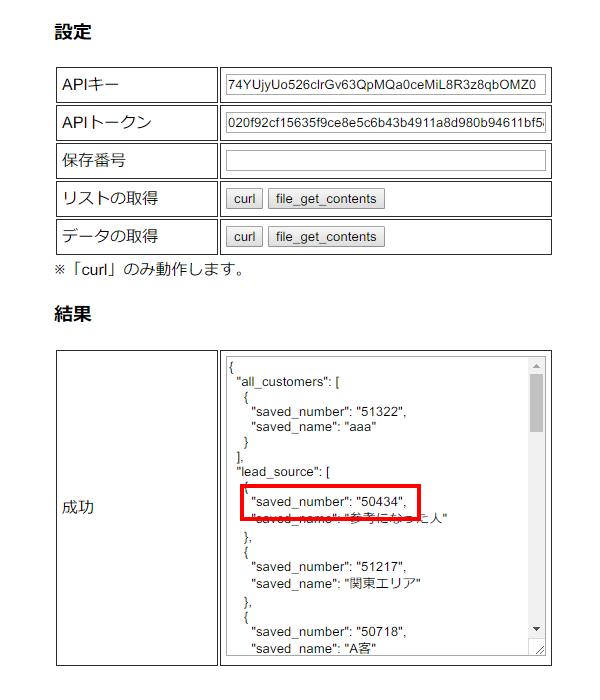 設定
APIキー 74YUjyUo526clrGv63QpMQa0ceMiL8R3z8qbOMZ0
APIトークン 020f92cf15635f9ce8e5c6b43b4911a8d980b94611bf5
保存番号
リストの取得 curl file_get_contents
データの取得 curl file_get_contents
※「curl」のみ動作します。
結果
成功
{
"all_customers": [
{
"saved_number": "51322",
"saved_name": "aaa"
}
],
"lead_source": [
{
"saved_number": "50434",
"saved_name": "参考になった人"
},
{
"saved_number": "51217",
"saved_name": "関東エリア"
},
{
"saved_number": "50718",
"saved_name": "A客"